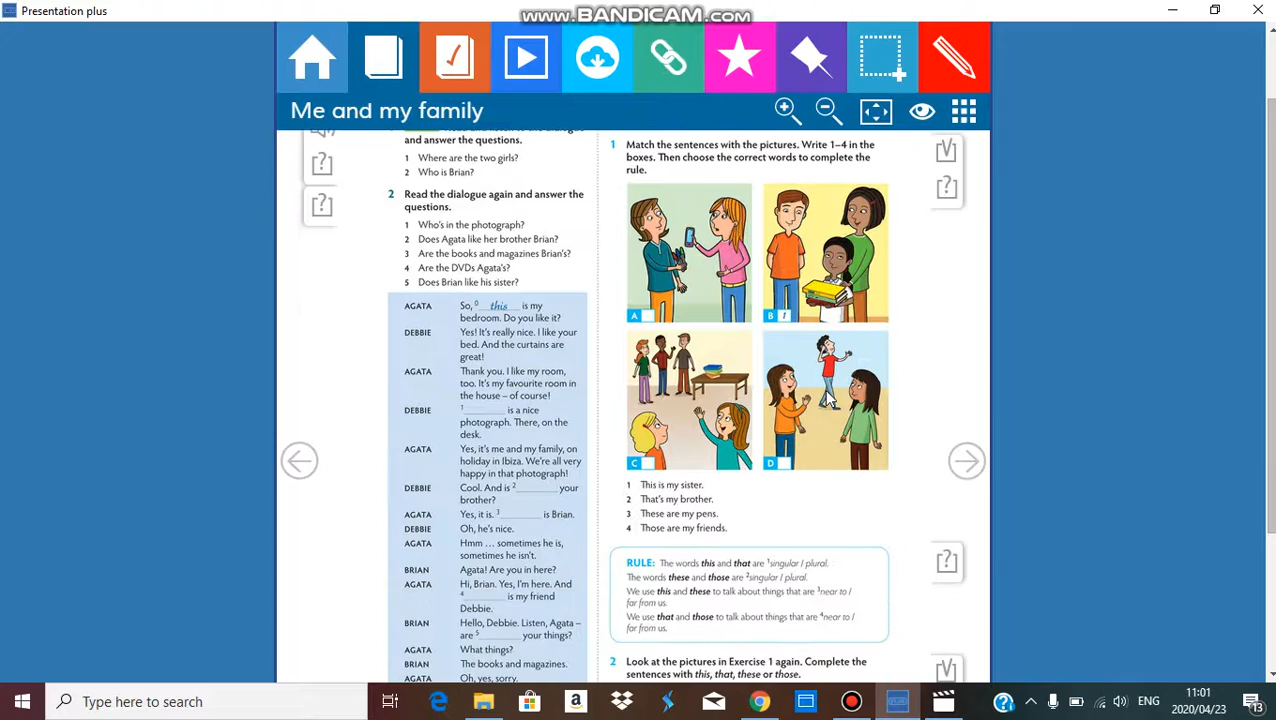 Presentation plus
www.BANDICAM.com
Me and my family
and answer the questions.
1 Where are the two girls?
2 Who is Brian?
2 Read the dialogue again and answer the
questions.
1 Who's in the photograph?
2 Does Agata like her brother Brian?
3 Are the books and magazines Brian's?
4 Are the DVDs Agata's?
5 Does Brian like his sister?
AGATA So, 0 this is my
bedroom. Do you like it?
DEBBIE Yes! It's really nice. I like your
bed. And the curtains are
great!
AGATA Thank you. I like my room,
too. It's my favourite room in
the house – of course!
DEBBIE 1 ________ is a nice
photograph. There, on the
desk.
AGATA Yes, it's me and my family, on
holiday in Ibiza. We're all very
happy in that photograph!
DEBBIE Cool. And is 2 ________ your
brother?
AGATA Yes, it is. 3 ________ is Brian.
DEBBIE Oh, he's nice.
AGATA Hmm … sometimes he is,
sometimes he isn't.
BRIAN Agata! Are you in here?
AGATA Hi, Brian. Yes, I'm here. And
4 ________ is my friend
Debbie.
BRIAN Hello, Debbie. Listen, Agata –
are 5 ________ your things?
AGATA What things?
BRIAN The books and magazines.
AGATA Oh, yes, sorry.
1 Match the sentences with the pictures. Write 1–4 in the
boxes. Then choose the correct words to complete the
rule.
A
B 1
C
D
1 This is my sister.
2 That's my brother.
3 These are my pens.
4 Those are my friends.
RULE: The words this and that are 1 singular / plural.
The words these and those are 2 singular / plural.
We use this and these to talk about things that are 3 near to /
far from us.
We use that and those to talk about things that are 4 near to /
far from us.
2 Look at the pictures in Exercise 1 again. Complete the
sentences with this, that, these or those.
Type here to search
ENG
11:01
2020/04/23
13